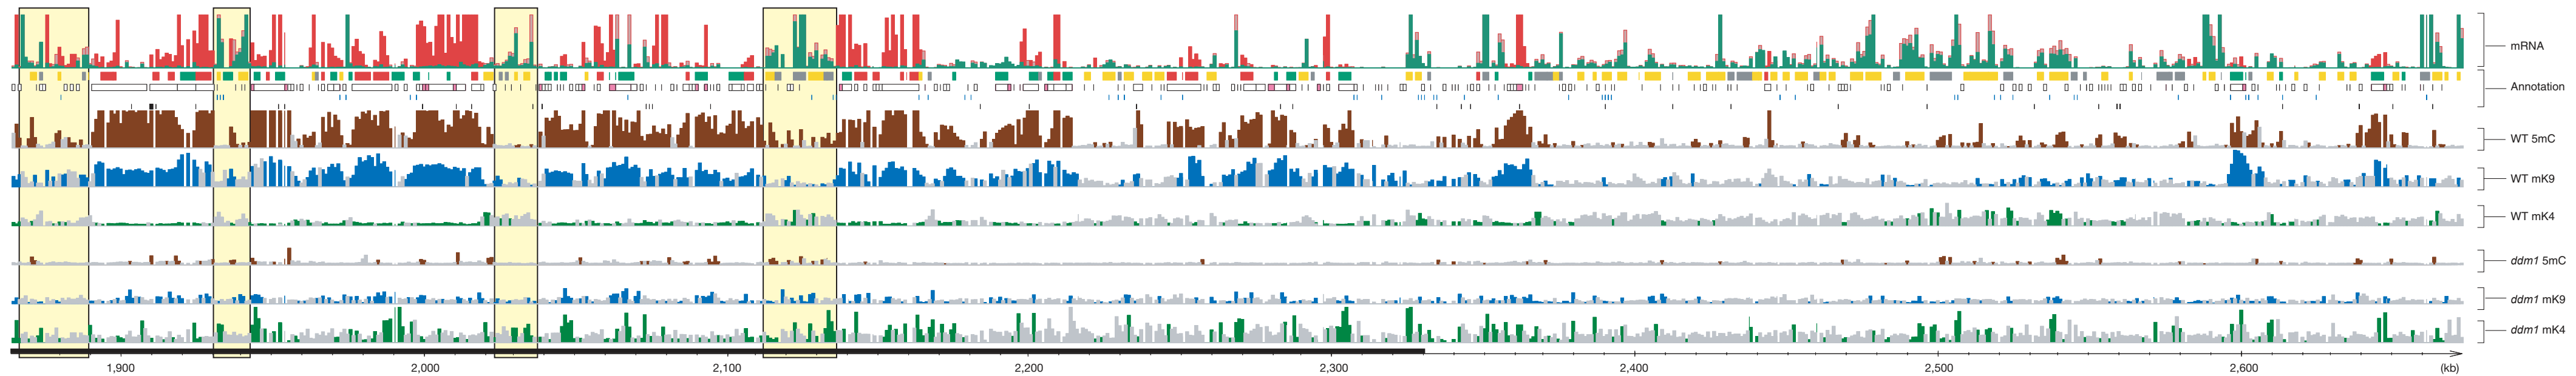 mRNA
Annotation
WT 5mC
WT mK9
WT mK4
ddm1 5mC
ddm1 mK9
ddm1 mK4
1,900 2,000 2,100 2,200 2,300 2,400 2,500 2,600 (kb)